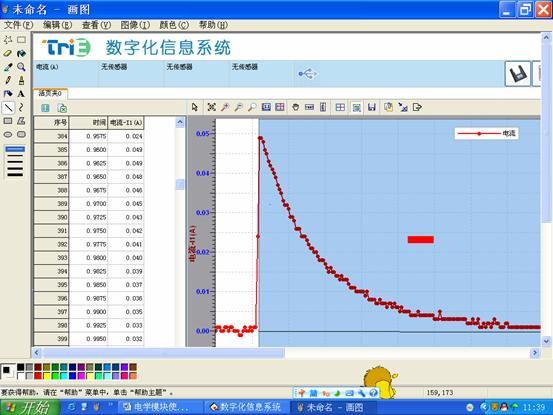 未命名 - 画图
文件(F) 编辑(E) 查看(V) 图像(I) 颜色(C) 帮助(H)
TriE 数字化信息系统
电流(A) 无传感器 无传感器 无传感器
活页夹0
序号 时间 电流-I1(A)
384 0.9575 0.024
385 0.9600 0.049
386 0.9625 0.049
387 0.9650 0.048
388 0.9675 0.046
389 0.9700 0.045
390 0.9725 0.043
391 0.9750 0.042
392 0.9775 0.041
393 0.9800 0.040
394 0.9825 0.039
395 0.9850 0.037
396 0.9875 0.036
397 0.9900 0.035
398 0.9925 0.033
399 0.9950 0.032
电流
0.05
0.04
0.03
0.02
0.01
0.00
电流-I1(A)
要获得帮助，请在“帮助”菜单中，单击“帮助主题”。
159,173
开始
电学模块使...
数字化信息系统
未命名 - 画图
11:39